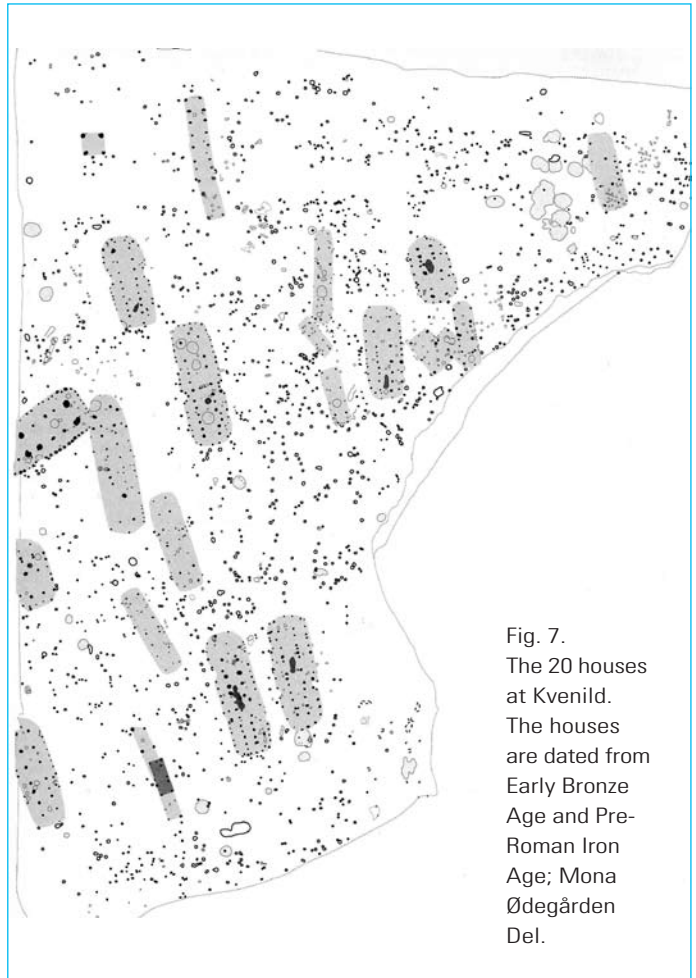 Fig. 7.
The 20 houses
at Kvenild.
The houses
are dated from
Early Bronze
Age and Pre-
Roman Iron
Age; Mona
Ødegården
Del.